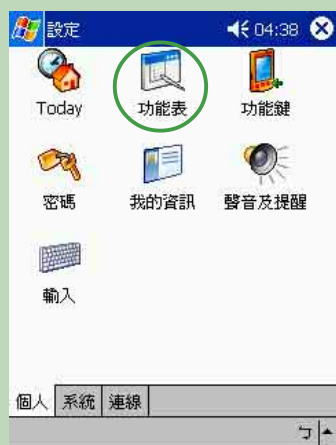 設定 04:38
Today 功能表 功能鍵
密碼 我的資訊 聲音及提醒
輸入
個人 系統 連線
ㄅ